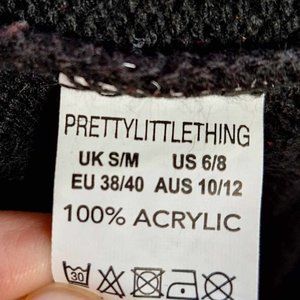 PRETTYLITTLETHING
UK S/M US 6/8
EU 38/40 AUS 10/12
100% ACRYLIC
30